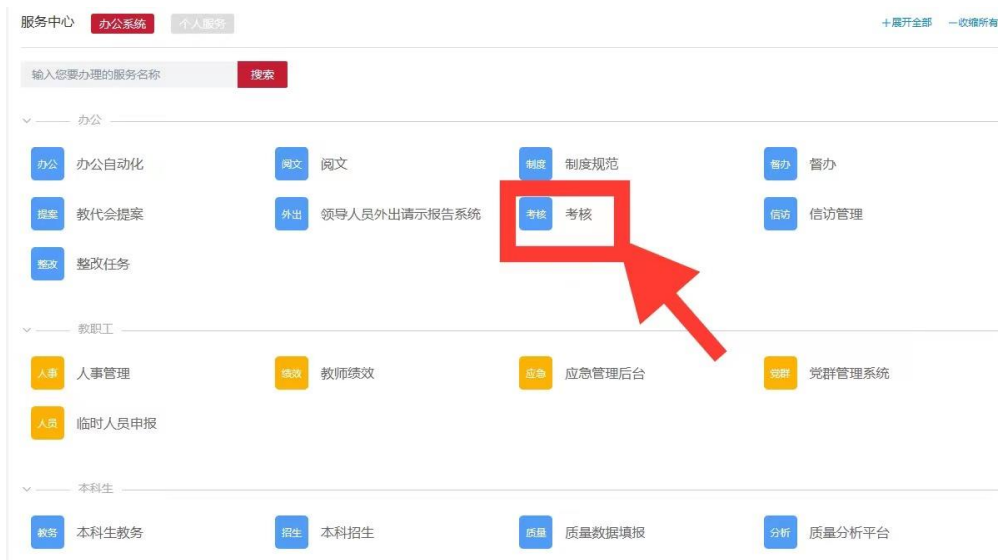 服务中心 办公系统 个人服务 +展开全部 一收缩所有
输入您要办理的服务名称 搜索
办公
办公 办公自动化 阅文 阅文 制度 制度规范 督办 督办
提案 教代会提案 外出 领导人员外出请示报告系统 考核 考核 信访 信访管理
整改 整改任务
教职工
人事 人事管理 绩效 教师绩效 应急 应急管理后台 党群 党群管理系统
人员 临时人员申报
本科生
教务 本科生教务 招生 本科招生 质量 质量数据填报 分析 质量分析平台